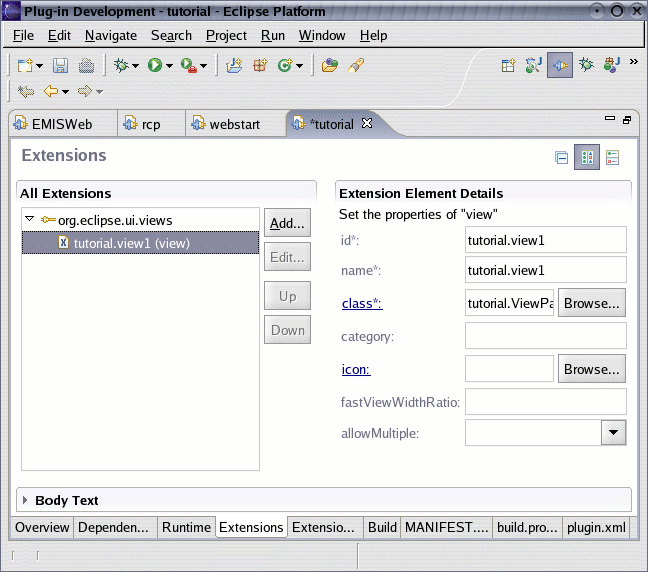 Plug-in Development - tutorial - Eclipse Platform
File Edit Navigate Search Project Run Window Help
»
EMISWeb rcp webstart *tutorial
Extensions
All Extensions
org.eclipse.ui.views
tutorial.view1 (view)
Add...
Edit...
Up
Down
Extension Element Details
Set the properties of "view"
id*: tutorial.view1
name*: tutorial.view1
class*: tutorial.ViewPa Browse...
category:
icon: Browse...
fastViewWidthRatio:
allowMultiple:
Body Text
Overview Dependen... Runtime Extensions Extensio... Build MANIFEST.... build.pro... plugin.xml